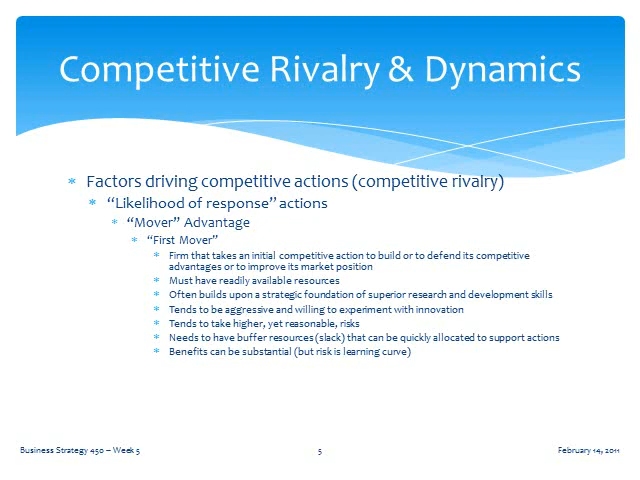 Competitive Rivalry & Dynamics
* Factors driving competitive actions (competitive rivalry)
* “Likelihood of response” actions
* “Mover” Advantage
* “First Mover”
* Firm that takes an initial competitive action to build or to defend its competitive
advantages or to improve its market position
* Must have readily available resources
* Often builds upon a strategic foundation of superior research and development skills
* Tends to be aggressive and willing to experiment with innovation
* Tends to take higher, yet reasonable, risks
* Needs to have buffer resources (slack) that can be quickly allocated to support actions
* Benefits can be substantial (but risk is learning curve)
Business Strategy 450 – Week 5
5
February 14, 2011